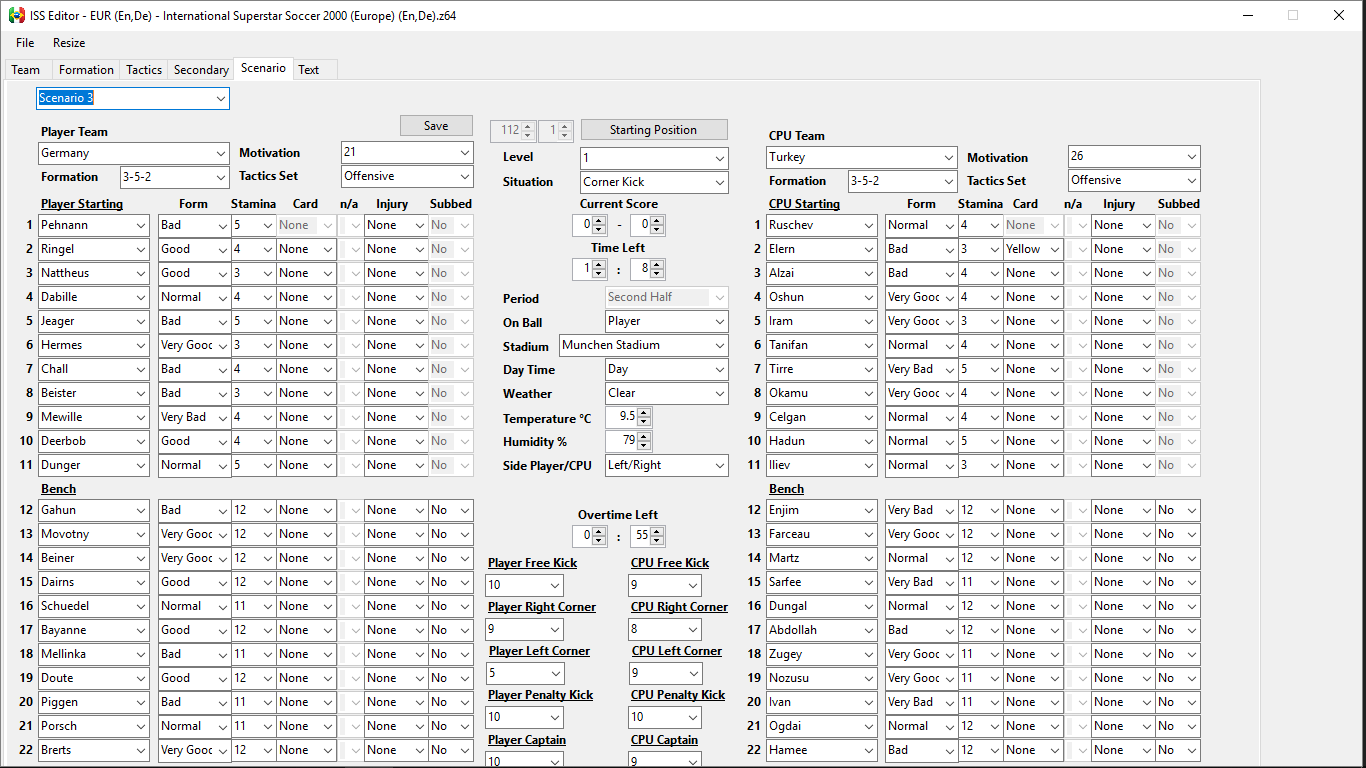 ISS Editor - EUR (En,De) - International Superstar Soccer 2000 (Europe) (En,De).z64
File Resize
Team Formation Tactics Secondary Scenario Text
Scenario 3
Save 112 1 Starting Position
Player Team CPU Team
Germany Motivation 21 Level 1 Turkey Motivation 26
Formation 3-5-2 Tactics Set Offensive Situation Corner Kick Formation 3-5-2 Tactics Set Offensive
Player Starting Form Stamina Card n/a Injury Subbed Current Score CPU Starting Form Stamina Card n/a Injury Subbed
1 Pehnann Bad 5 None None No 0 - 0 1 Ruschev Normal 4 None None No
2 Ringel Good 4 None None No Time Left 2 Elern Bad 3 Yellow None No
3 Nattheus Good 3 None None No 1 : 8 3 Alzai Bad 4 None None No
4 Dabille Normal 4 None None No Period Second Half 4 Oshun Very Good 4 None None No
5 Jeager Bad 5 None None No On Ball Player 5 Iram Very Good 3 None None No
6 Hermes Very Good 3 None None No Stadium Munchen Stadium 6 Tanifan Normal 4 None None No
7 Chall Bad 4 None None No Day Time Day 7 Tirre Very Bad 5 None None No
8 Beister Bad 3 None None No Weather Clear 8 Okamu Very Good 4 None None No
9 Mewille Very Bad 4 None None No Temperature °C 9.5 9 Celgan Normal 4 None None No
10 Deerbob Good 4 None None No Humidity % 79 10 Hadun Normal 5 None None No
11 Dunger Normal 5 None None No Side Player/CPU Left/Right 11 Iliev Normal 3 None None No
Bench Bench
12 Gahun Bad 12 None None No Overtime Left 12 Enjim Very Bad 12 None None No
13 Movotny Very Good 12 None None No 0 : 55 13 Farceau Very Good 12 None None No
14 Beiner Very Good 12 None None No Player Free Kick CPU Free Kick 14 Martz Normal 12 None None No
15 Dairns Good 12 None None No 10 9 15 Sarfee Very Bad 11 None None No
16 Schuedel Normal 11 None None No Player Right Corner CPU Right Corner 16 Dungal Normal 12 None None No
17 Bayanne Good 12 None None No 9 8 17 Abdollah Bad 12 None None No
18 Mellinka Bad 11 None None No Player Left Corner CPU Left Corner 18 Zugey Very Good 11 None None No
19 Doute Good 12 None None No 5 9 19 Nozusu Very Good 11 None None No
20 Piggen Bad 11 None None No Player Penalty Kick CPU Penalty Kick 20 Ivan Very Bad 11 None None No
21 Porsch Normal 11 None None No 10 10 21 Ogdai Normal 12 None None No
22 Brerts Very Good 12 None None No Player Captain CPU Captain 22 Hamee Bad 12 None None No
10 9